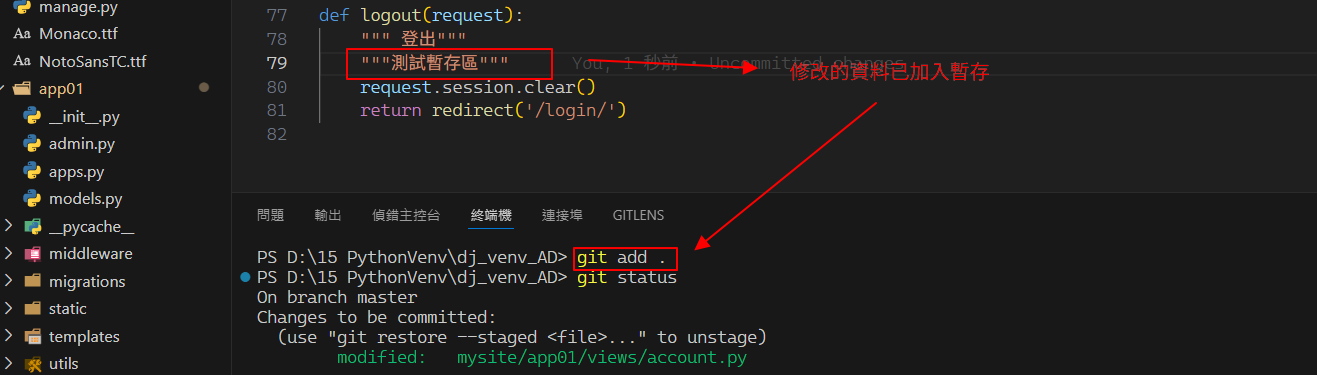 manage.py
Monaco.ttf
NotoSansTC.ttf
app01
__init__.py
admin.py
apps.py
models.py
__pycache__
middleware
migrations
static
templates
utils
77 def logout(request):
78 """ 登出"""
79 """測試暫存區""" You, 1 秒前 • Uncommitted changes
修改的資料已加入暫存
80 request.session.clear()
81 return redirect('/login/')
82
問題 輸出 偵錯主控台 終端機 連接埠 GITLENS
PS D:\15 PythonVenv\dj_venv_AD> git add .
PS D:\15 PythonVenv\dj_venv_AD> git status
On branch master
Changes to be committed:
(use "git restore --staged <file>..." to unstage)
modified: mysite/app01/views/account.py